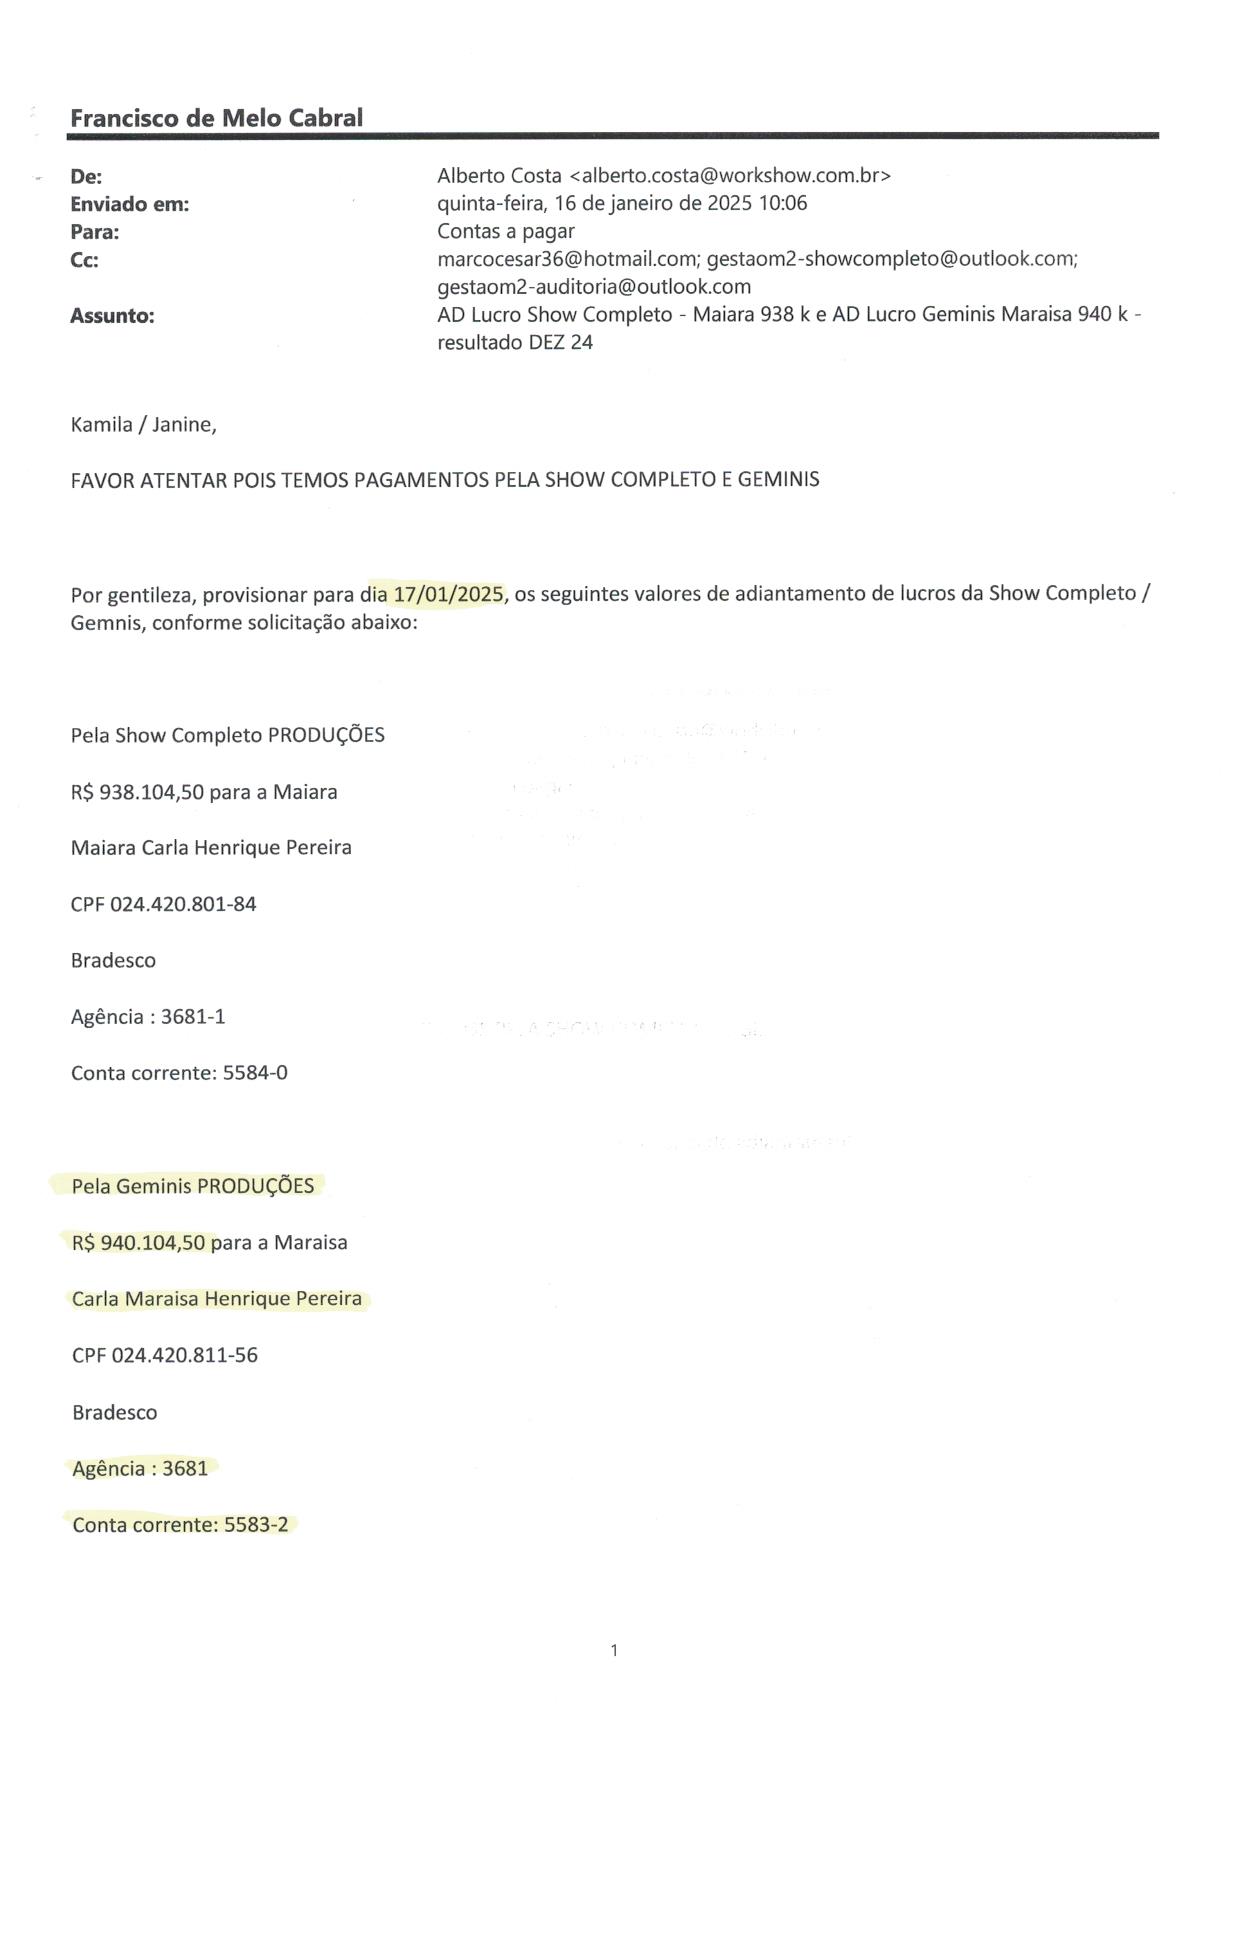 Francisco de Melo Cabral
De: Alberto Costa <alberto.costa@workshow.com.br>
Enviado em: quinta-feira, 16 de janeiro de 2025 10:06
Para: Contas a pagar
Cc: marcocesar36@hotmail.com; gestaom2-showcompleto@outlook.com;
gestaom2-auditoria@outlook.com
Assunto: AD Lucro Show Completo - Maiara 938 k e AD Lucro Geminis Maraisa 940 k -
resultado DEZ 24
Kamila / Janine,
FAVOR ATENTAR POIS TEMOS PAGAMENTOS PELA SHOW COMPLETO E GEMINIS
Por gentileza, provisionar para dia 17/01/2025, os seguintes valores de adiantamento de lucros da Show Completo /
Gemnis, conforme solicitação abaixo:
Pela Show Completo PRODUÇÕES
R$ 938.104,50 para a Maiara
Maiara Carla Henrique Pereira
CPF 024.420.801-84
Bradesco
Agência : 3681-1
Conta corrente: 5584-0
Pela Geminis PRODUÇÕES
R$ 940.104,50 para a Maraisa
Carla Maraisa Henrique Pereira
CPF 024.420.811-56
Bradesco
Agência : 3681
Conta corrente: 5583-2
1